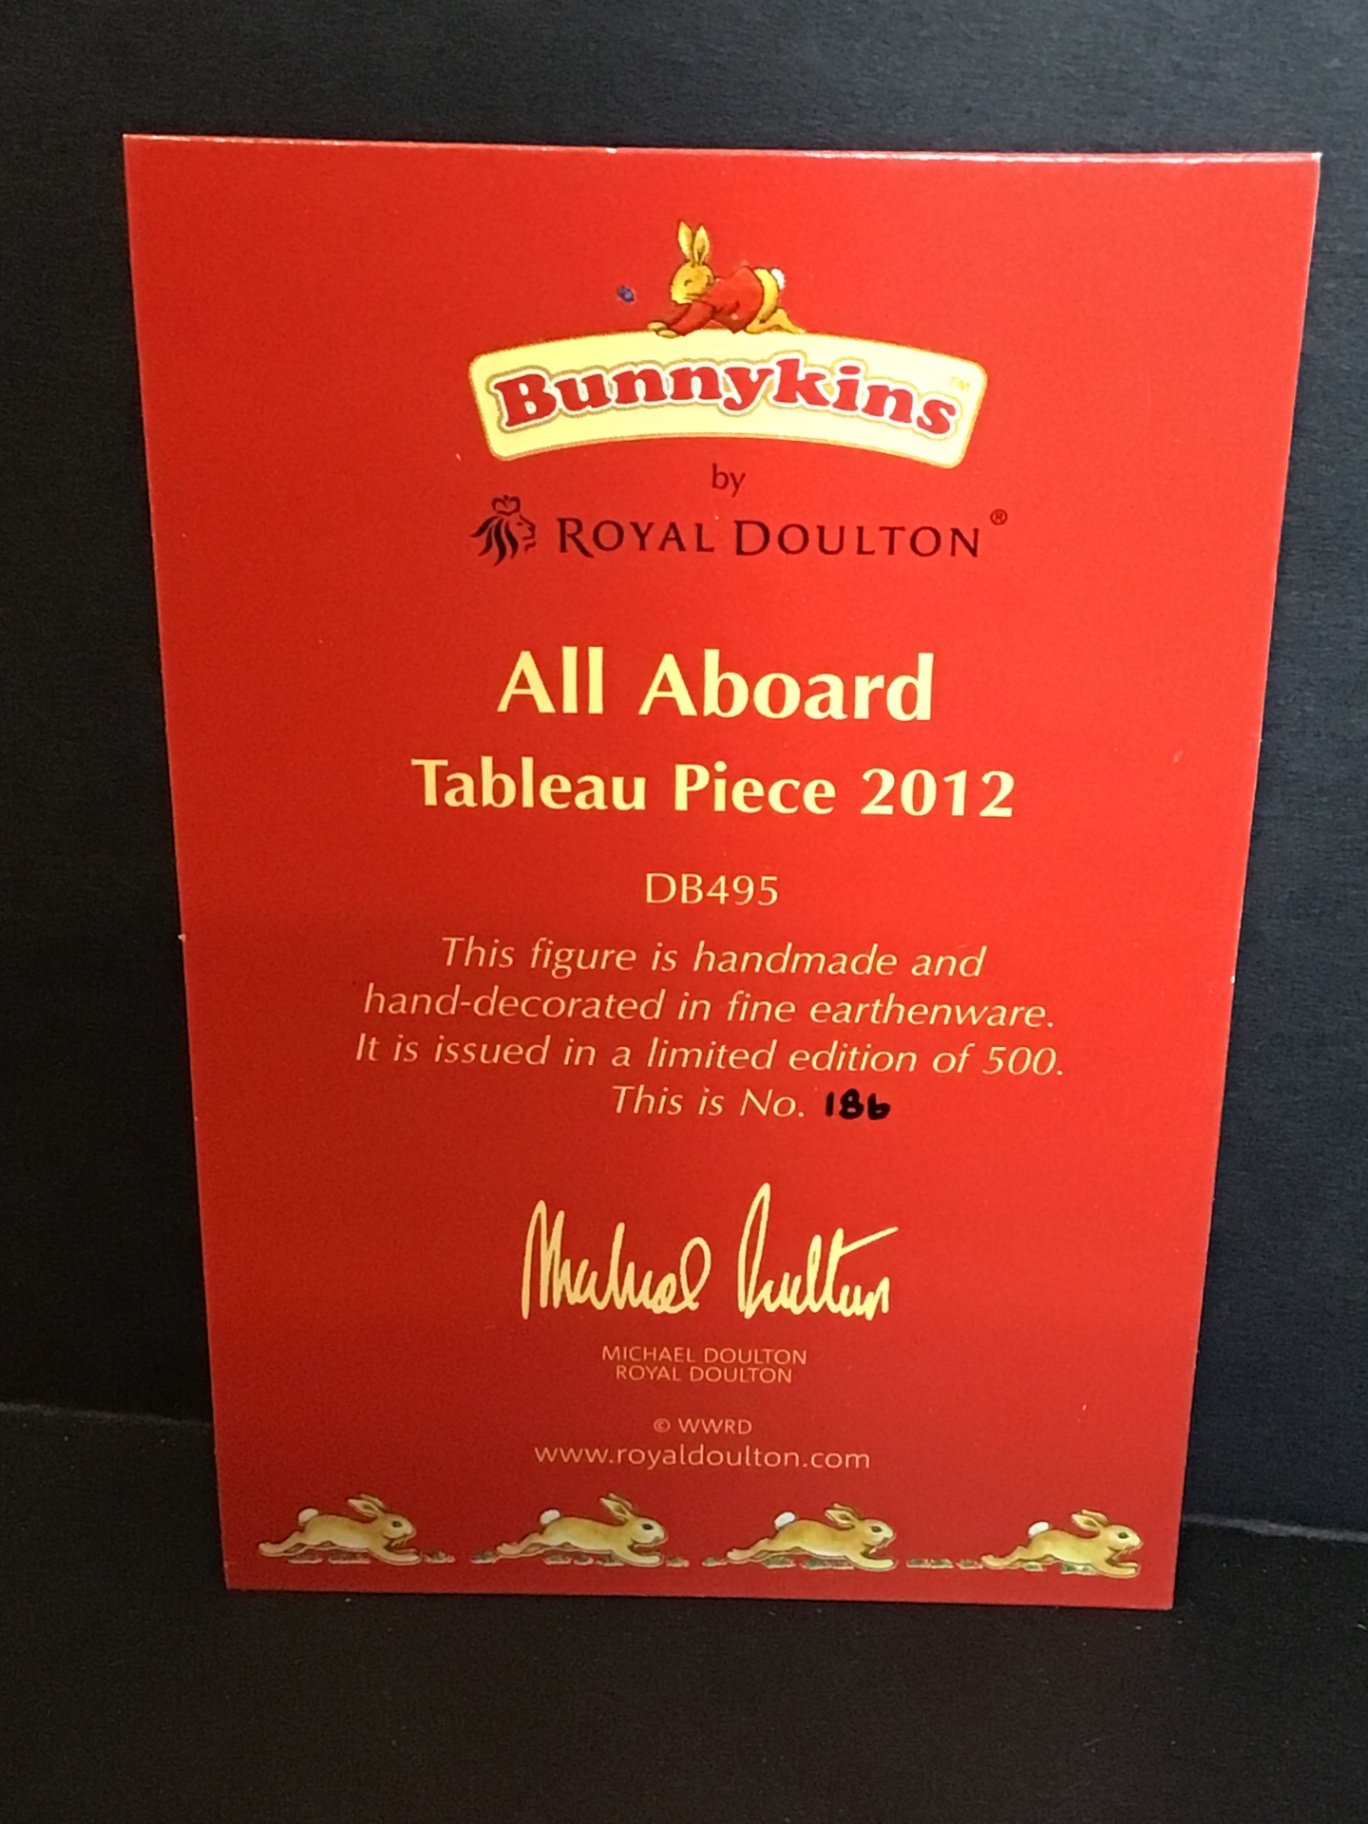 Bunnykins™
by
ROYAL DOULTON®
All Aboard
Tableau Piece 2012
DB495
This figure is handmade and
hand-decorated in fine earthenware.
It is issued in a limited edition of 500.
This is No. 186
Michael Doulton
MICHAEL DOULTON
ROYAL DOULTON
© WWRD
www.royaldoulton.com